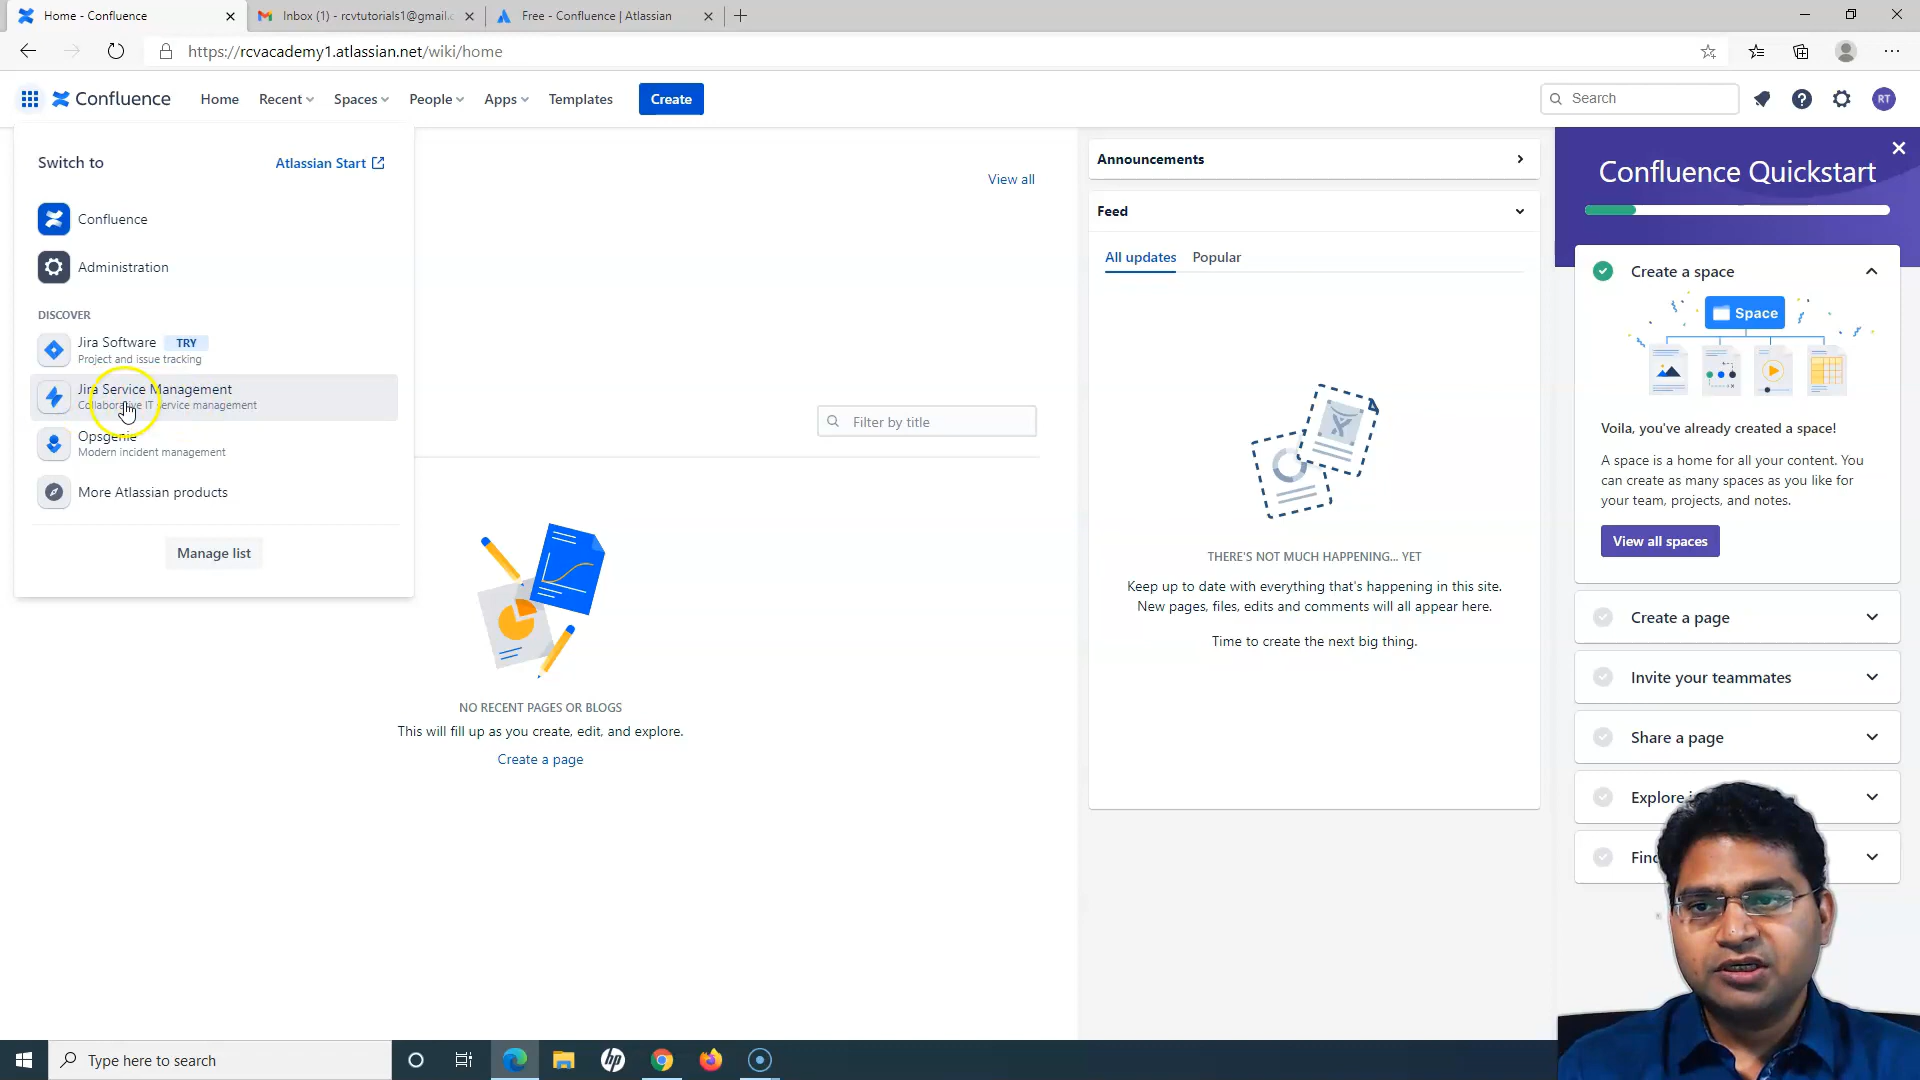 Home - Confluence
Inbox (1) - rcvtutorials1@gmail.c
Free - Confluence | Atlassian
https://rcvacademy1.atlassian.net/wiki/home
Confluence
Home
Recent
Spaces
People
Apps
Templates
Create
Search
RT
Switch to
Atlassian Start
Confluence
Administration
DISCOVER
Jira Software TRY
Project and issue tracking
Jira Service Management
Collaborative IT service management
Opsgenie
Modern incident management
More Atlassian products
Manage list
View all
Filter by title
NO RECENT PAGES OR BLOGS
This will fill up as you create, edit, and explore.
Create a page
Announcements
Feed
All updates
Popular
THERE'S NOT MUCH HAPPENING... YET
Keep up to date with everything that's happening in this site.
New pages, files, edits and comments will all appear here.
Time to create the next big thing.
Confluence Quickstart
Create a space
Space
Voila, you've already created a space!
A space is a home for all your content. You
can create as many spaces as you like for
your team, projects, and notes.
View all spaces
Create a page
Invite your teammates
Share a page
Explore
Find
Type here to search
hp